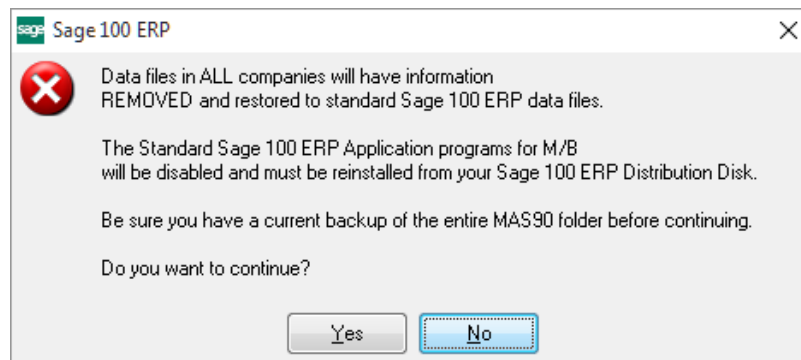 sage Sage 100 ERP
Data files in ALL companies will have information
REMOVED and restored to standard Sage 100 ERP data files.
The Standard Sage 100 ERP Application programs for M/B
will be disabled and must be reinstalled from your Sage 100 ERP Distribution Disk.
Be sure you have a current backup of the entire MAS90 folder before continuing.
Do you want to continue?
Yes No